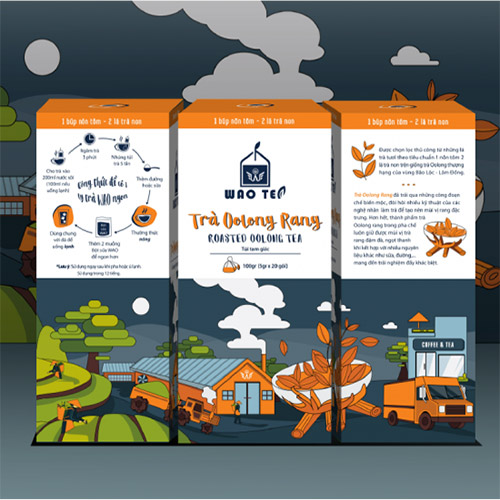 1 búp nõn tôm - 2 lá trà non
Ngâm trà
3 phút
Nhúng túi
trà 5 lần
Cho trà vào
200ml nước sôi
(100ml nếu
uống lạnh)
Thêm đường
hoặc sữa
Công thức để có 1
ly trà WAO ngon
Dùng chung
với đá để
uống lạnh
Thêm 2 muỗng
Thưởng thức
nóng
để ngon hơn
*Lưu ý: Sử dụng ngay sau khi pha hoặc ủ lạnh.
Sử dụng trong 12 tiếng.
1 búp nõn tôm - 2 lá trà non
WAO TEA
Trà Oolong Rang
ROASTED OOLONG TEA
Túi tam giác
100gr (5gr x 20 gói)
1 búp nõn tôm - 2 lá trà non
Được chọn lọc thủ công từ những lá
trà tươi theo tiêu chuẩn 1 nõn tôm 2
lá trà non trên giống trà Oolong thượng
hạng của vùng Bảo Lộc - Lâm Đồng
Trà Oolong Rang đã trải qua những công đoạn
chế biến mộc, đòi hỏi nhiều kỹ thuật của các
nghệ nhân làm trà để tạo nên mùi vị rang đặc
trưng. Hơn hết, thành phẩm trà
Oolong rang trong pha chế
luôn giữ được mùi vị trà
rang đậm đà, ngọt thanh
khi kết hợp với nhiều nguyên
liệu khác như sữa, đường,...
mang đến trải nghiệm đầy khác biệt.
COFFEE & TEA